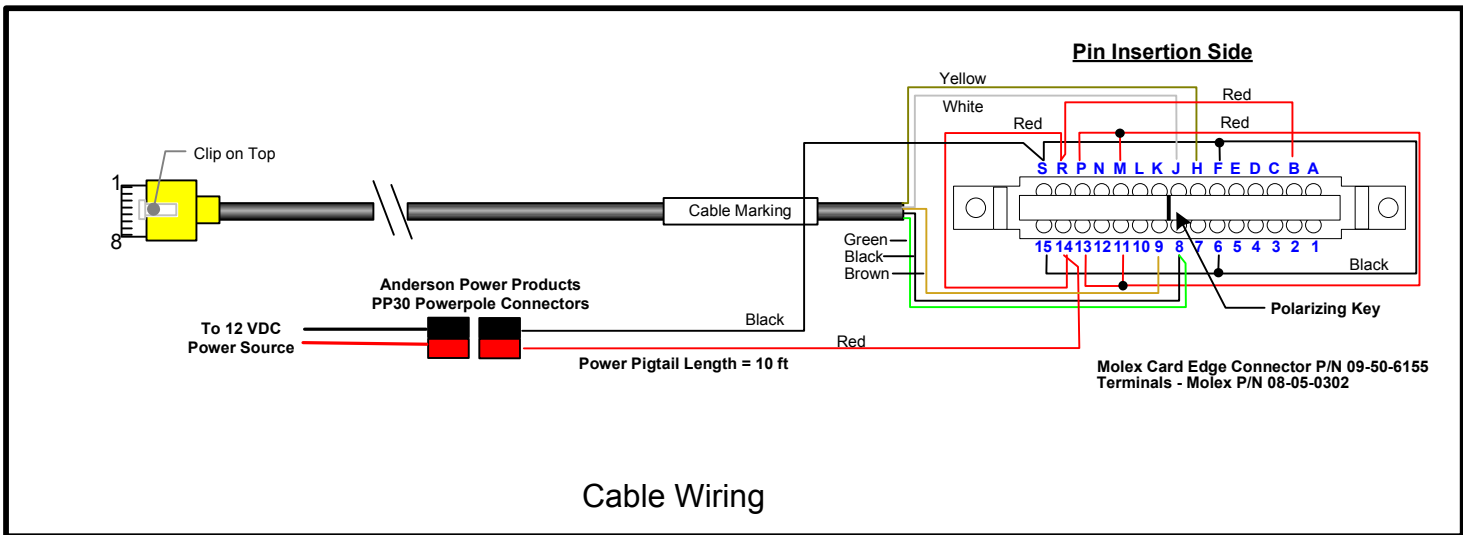 Pin Insertion Side
Yellow
White
Red
Red
Red
Clip on Top
1
8
S R P N M L K J H F E D C B A
Cable Marking
15 14 13 12 11 10 9 8 7 6 5 4 3 2 1
Green
Black
Brown
Black
Polarizing Key
Anderson Power Products
PP30 Powerpole Connectors
To 12 VDC
Power Source
Black
Red
Power Pigtail Length = 10 ft
Molex Card Edge Connector P/N 09-50-6155
Terminals - Molex P/N 08-05-0302
Cable Wiring